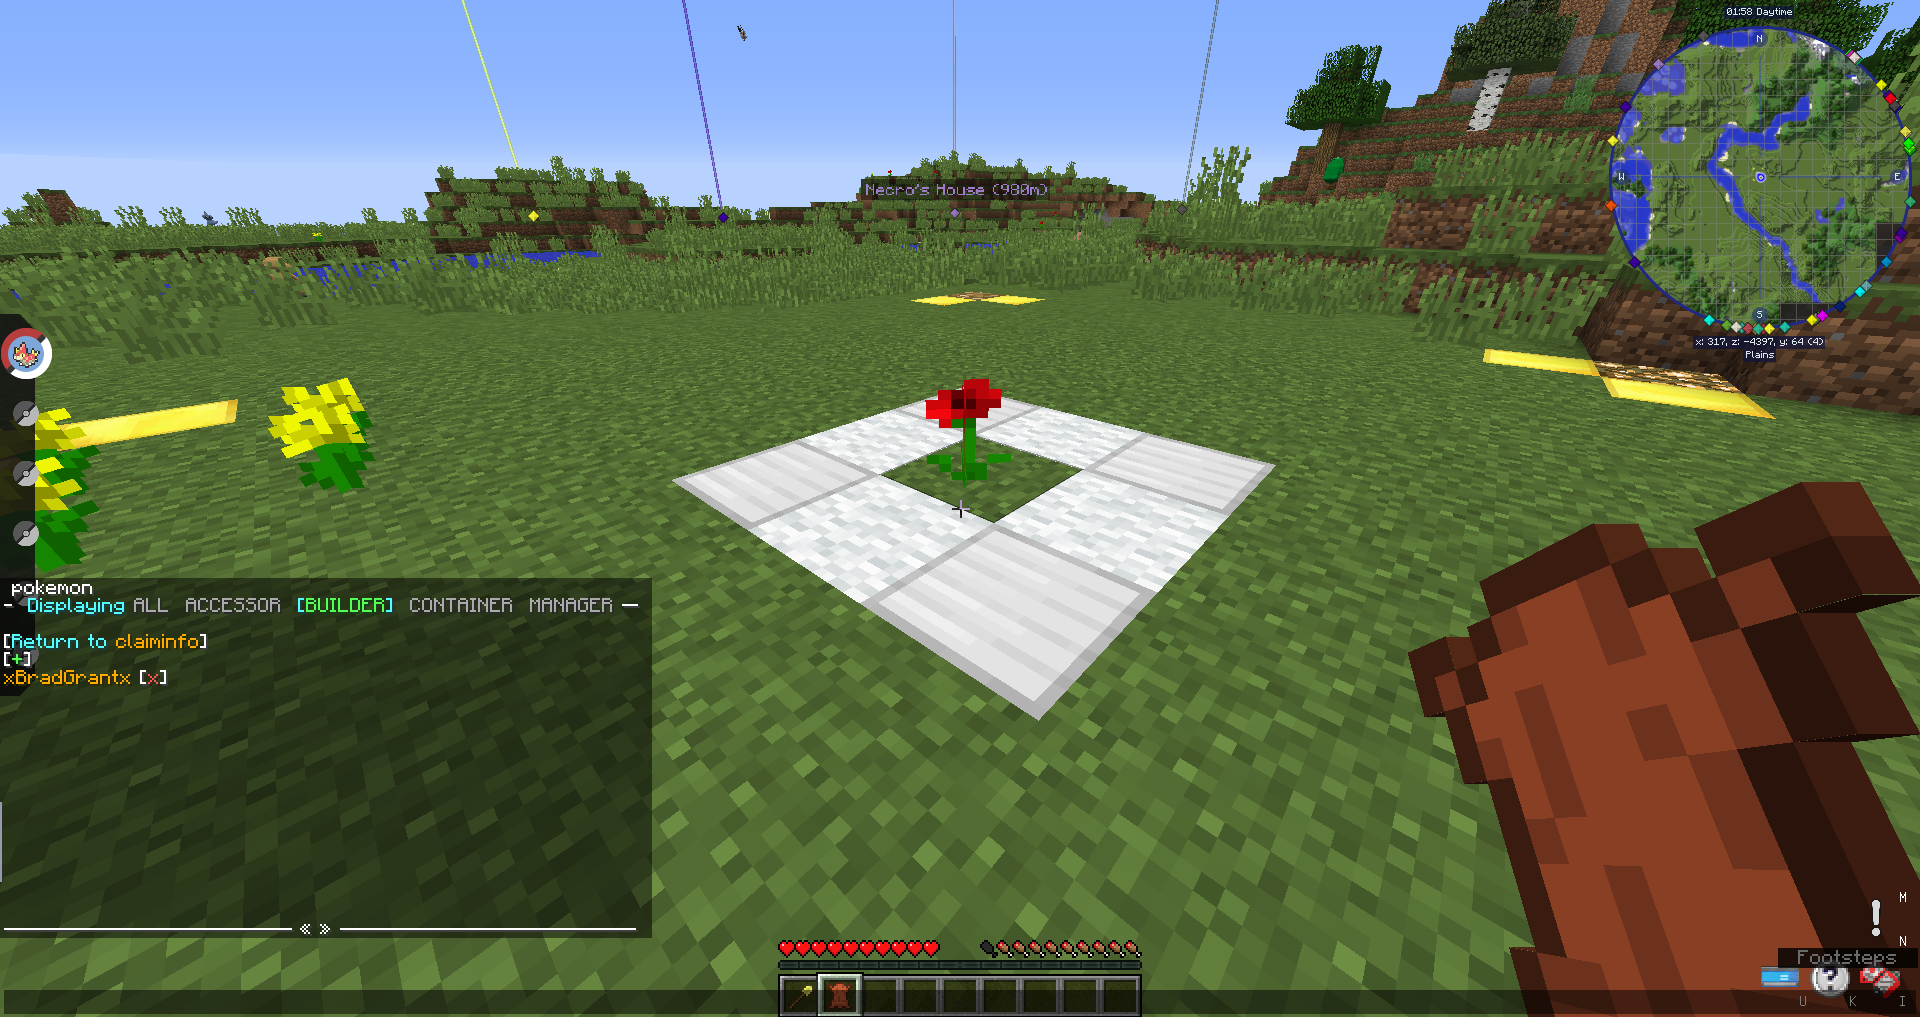 01:58 Daytime
N
W
E
S
x: 317, z: -4397, y: 64 (4)
Plains
Necro's House (980m)
pokemon
- Displaying ALL ACCESSOR [BUILDER] CONTAINER MANAGER —
[Return to claiminfo]
[+]
xBradGrantx [x]
« »
M
N
Footsteps
U K I